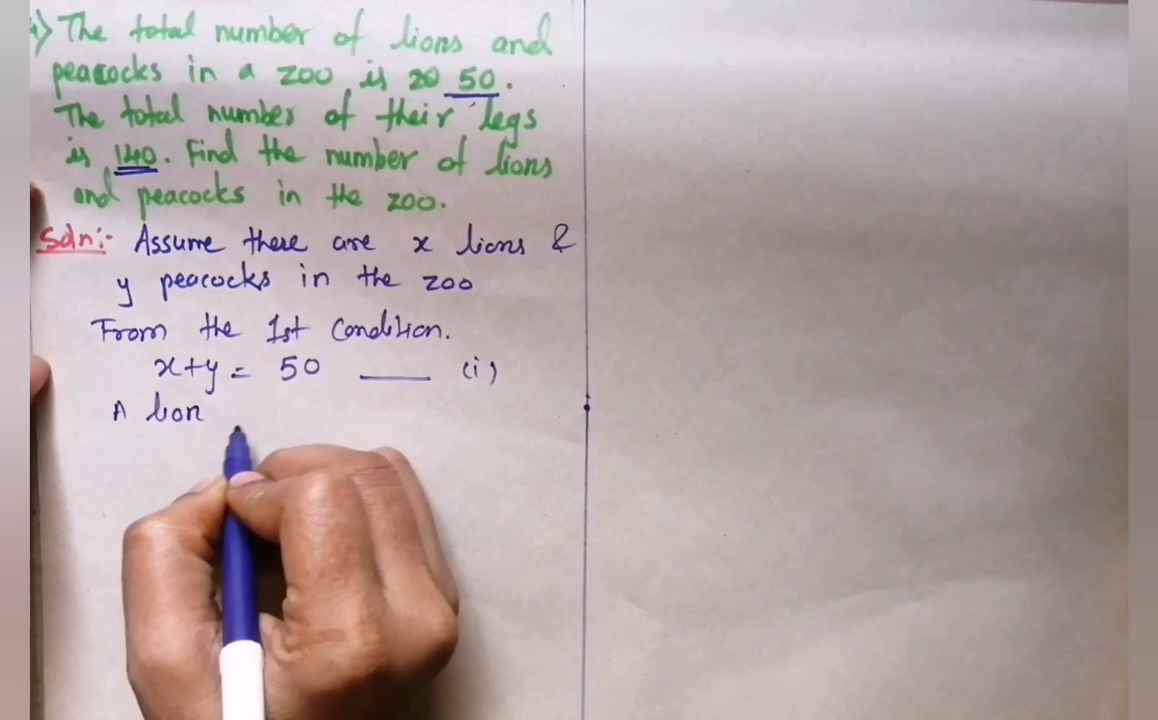 The total number of lions and
peacocks in a zoo is 20 50.
The total number of their legs
is 140. Find the number of lions
and peacocks in the zoo.
Soln:- Assume there are x lions &
y peacocks in the zoo
From the 1st Condition.
x+y = 50 —— (i)
A lion